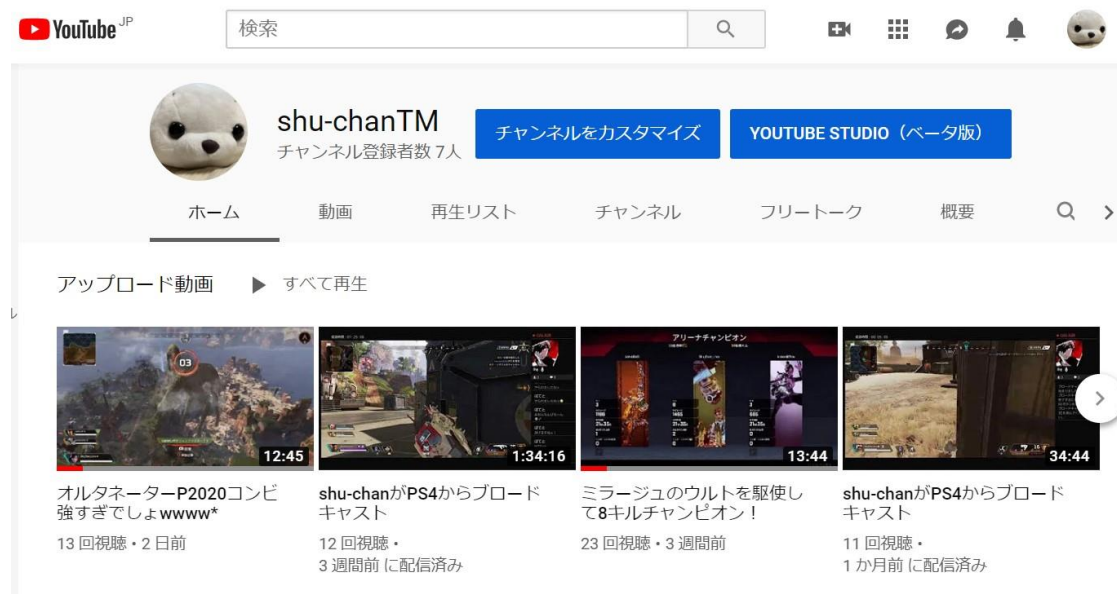 YouTube JP
検索
shu-chanTM
チャンネル登録者数 7人
チャンネルをカスタマイズ
YOUTUBE STUDIO（ベータ版）
ホーム
動画
再生リスト
チャンネル
フリートーク
概要
アップロード動画
すべて再生
03
12:45
1:34:16
アリーナチャンピオン
13:44
34:44
オルタネーターP2020コンビ
強すぎでしょwwww*
13 回視聴・2 日前
shu-chanがPS4からブロード
キャスト
12 回視聴・
3 週間前 に配信済み
ミラージュのウルトを駆使し
て8キルチャンピオン！
23 回視聴・3 週間前
shu-chanがPS4からブロード
キャスト
11 回視聴・
1 か月前 に配信済み